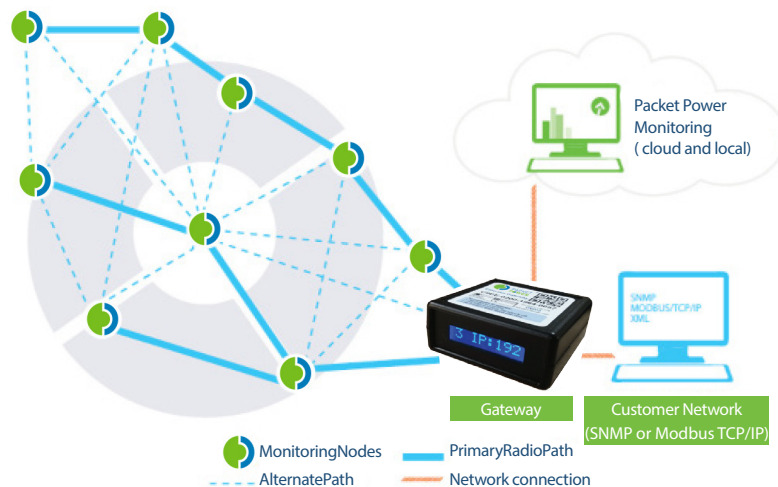 Packet Power
Monitoring
( cloud and local)
SNMP
MODBUS/TCP/IP
XML
3 IP:192
Gateway
Customer Network
(SNMP or Modbus TCP/IP)
MonitoringNodes
PrimaryRadioPath
AlternatePath
Network connection